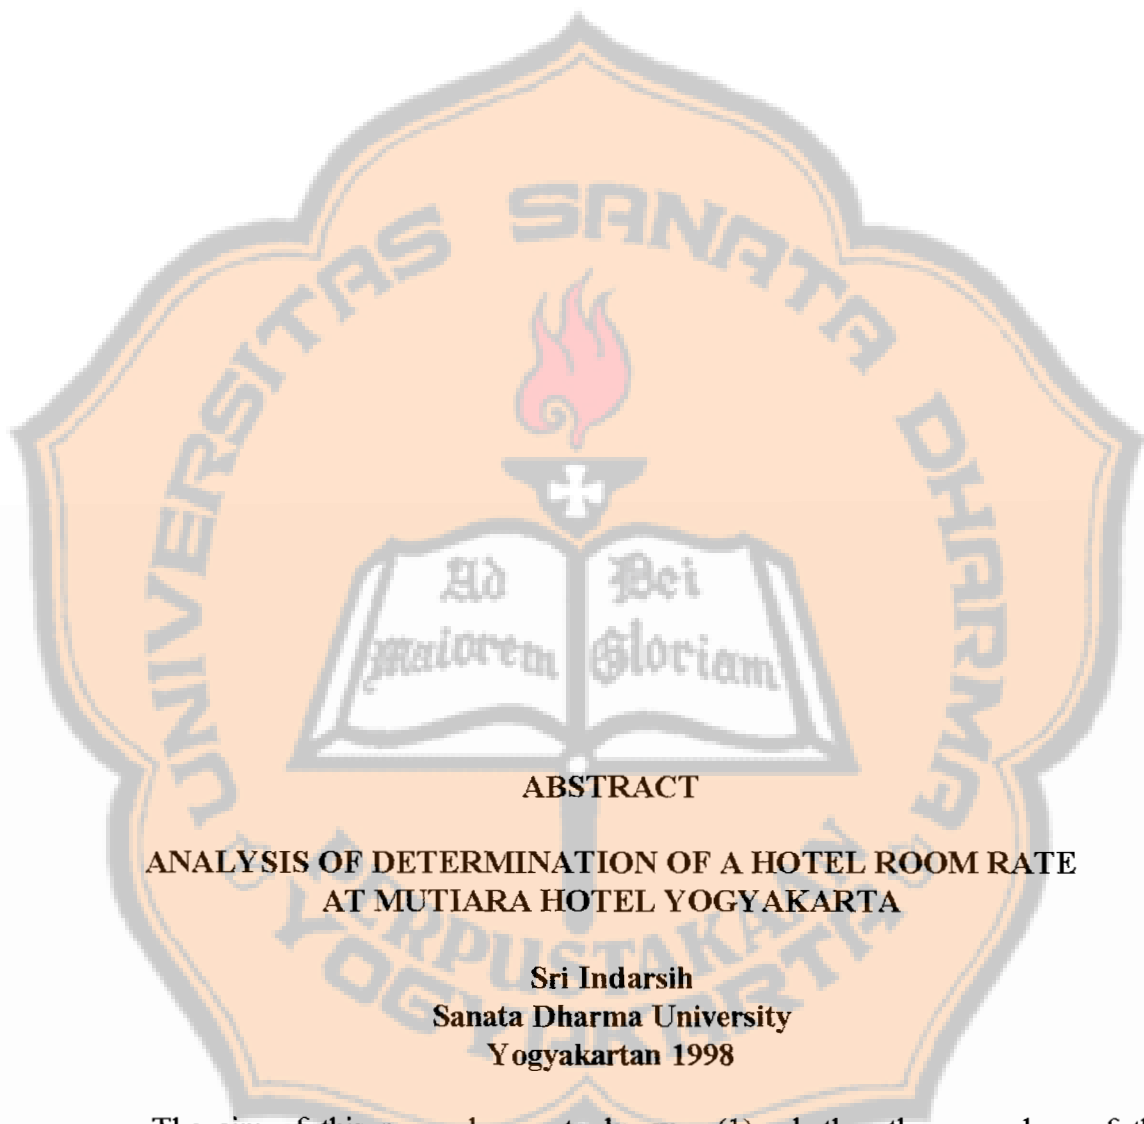 UNIVERSITAS SANATA DHARMA
Ad Dei
Maiorem Gloriam
ABSTRACT
ANALYSIS OF DETERMINATION OF A HOTEL ROOM RATE
AT MUTIARA HOTEL YOGYAKARTA
PERPUSTAKAAN
YOGYAKARTA
Sri Indarsih
Sanata Dharma University
Yogyakartan 1998